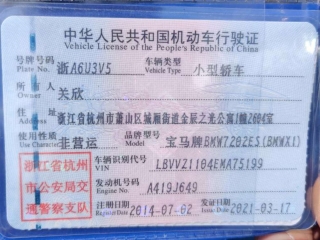 中华人民共和国机动车行驶证
Vehicle License of the People's Republic of China
号牌号码 浙A6U3V5 车辆类型 小型轿车
Plate No. Vehicle Type
所有人 关欣
Owner
住址 浙江省杭州市萧山区城厢街道金辰之光公寓1幢2604室
Address
使用性质 非营运 品牌型号 宝马牌BMW7202ES(BMWX1)
Use Character Model
浙江省杭州 车辆识别代号 LBVVZ1104EMA75199
VIN
市公安局交 发动机号码 A419J649
Engine No.
通警察支队 注册日期 2014-07-02 发证日期 2021-03-17
Register Date Issue Date